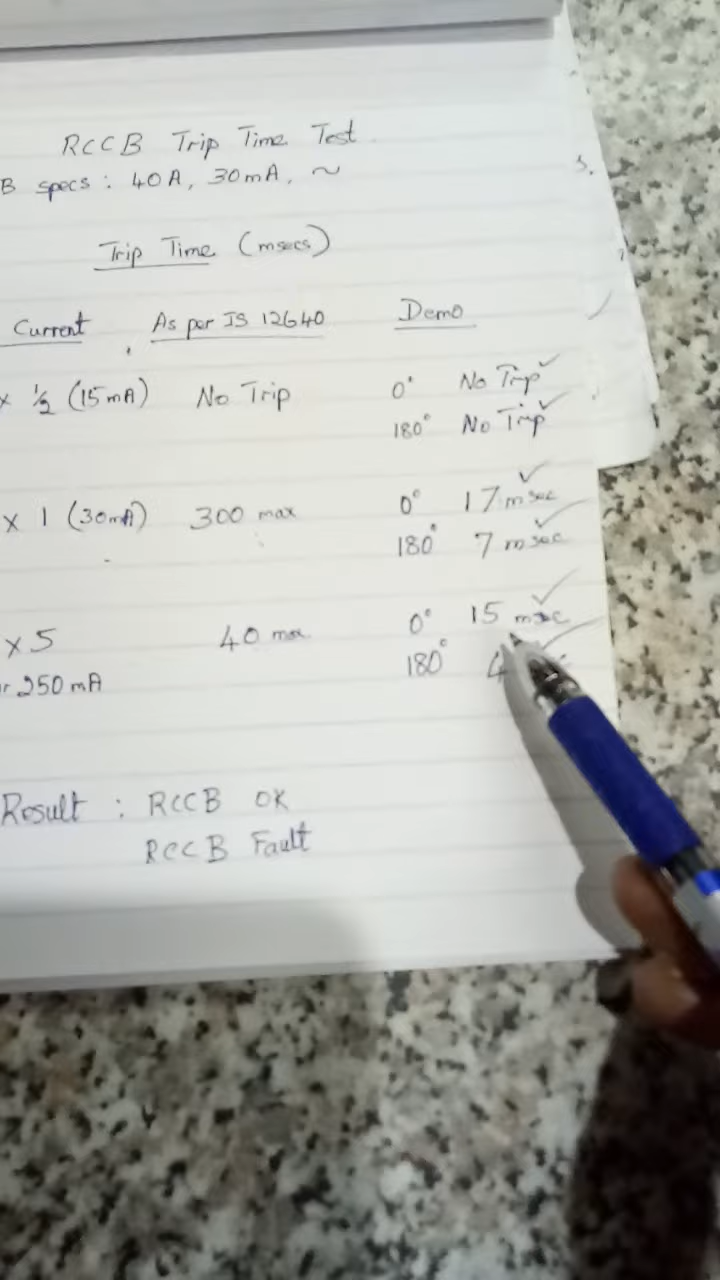 RCCB Trip Time Test
B specs: 40A, 30mA, ~
Trip Time (msecs)
Current As per IS 12640 Demo
x 1/2 (15mA) No Trip 0° No Trip ✓
180° No Trip ✓
x 1 (30mA) 300 max 0° 17 msec ✓
180° 7 msec ✓
x 5 40 max 0° 15 msec ✓
250 mA 180° 4
Result : RCCB OK
RCCB Fault